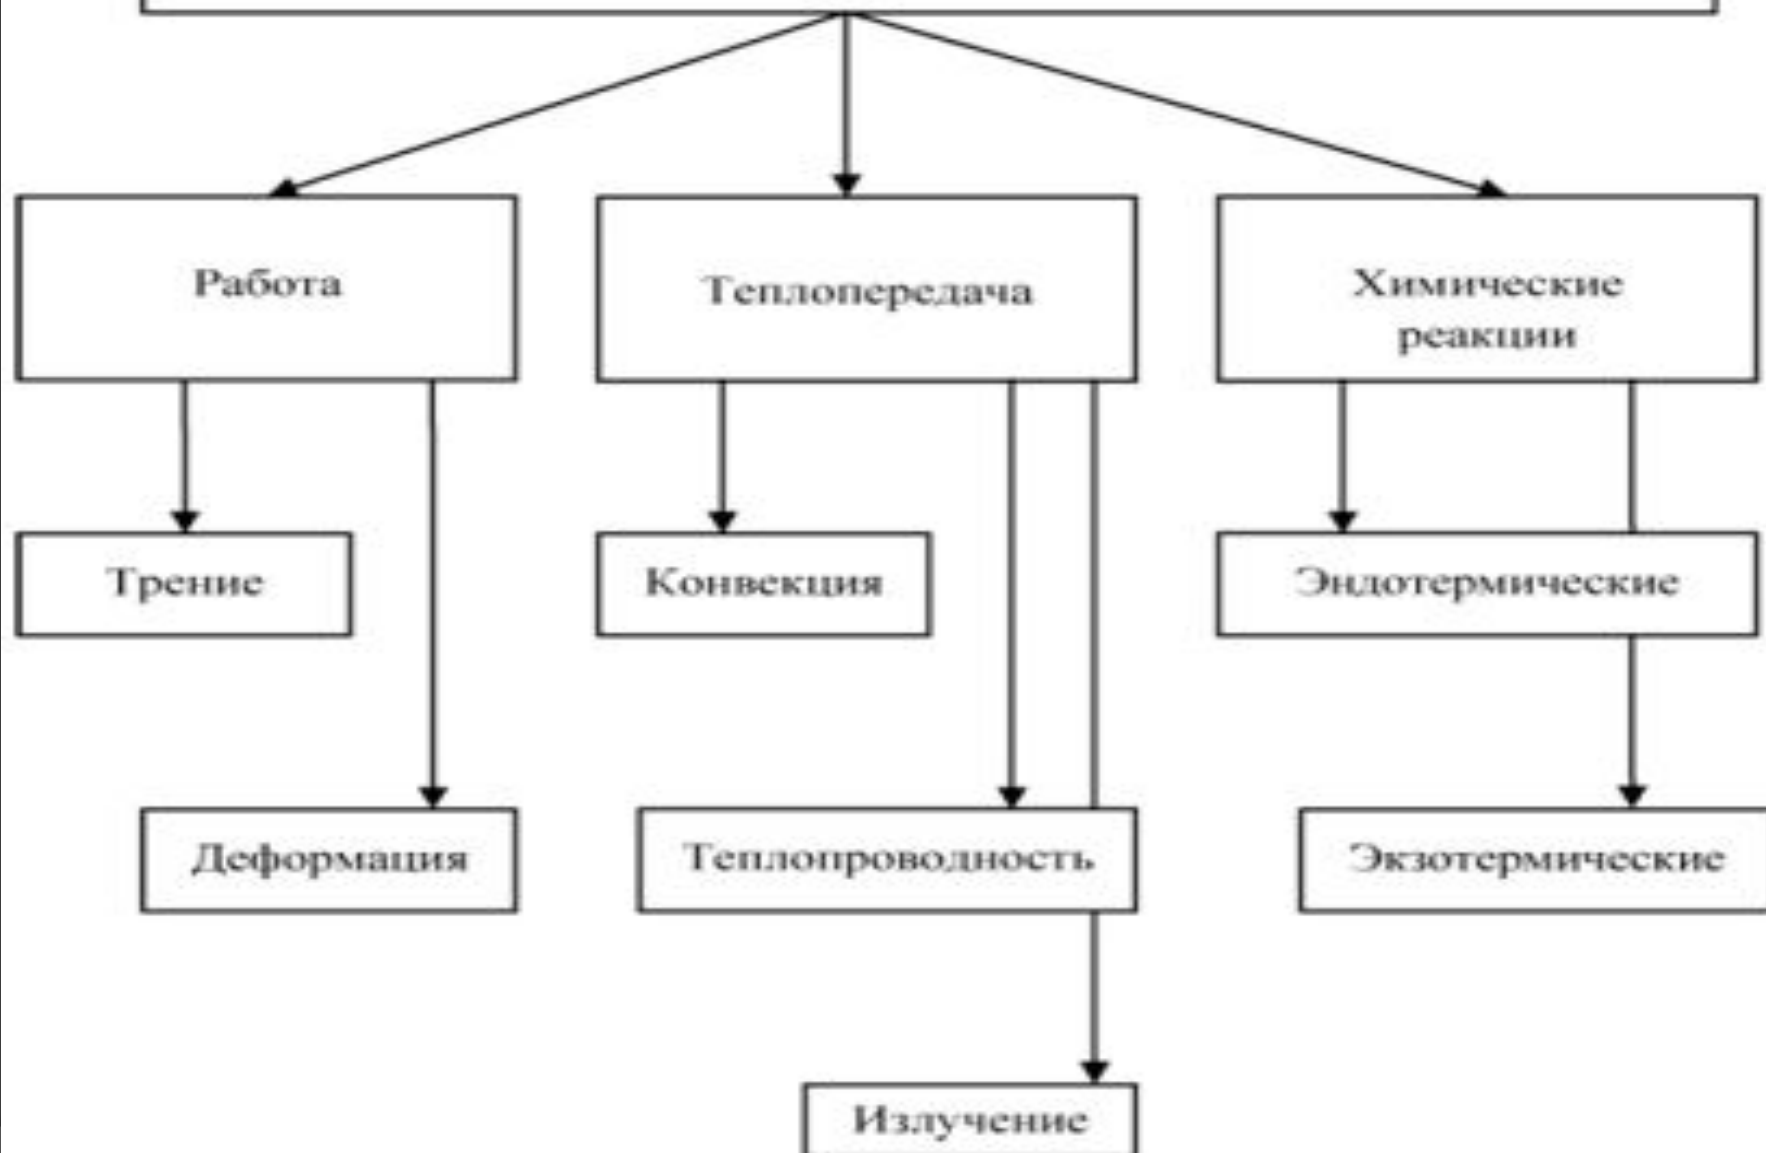 Работа
Теплопередача
Химические
реакции
Трение
Конвекция
Эндотермические
Деформация
Теплопроводность
Экзотермические
Излучение